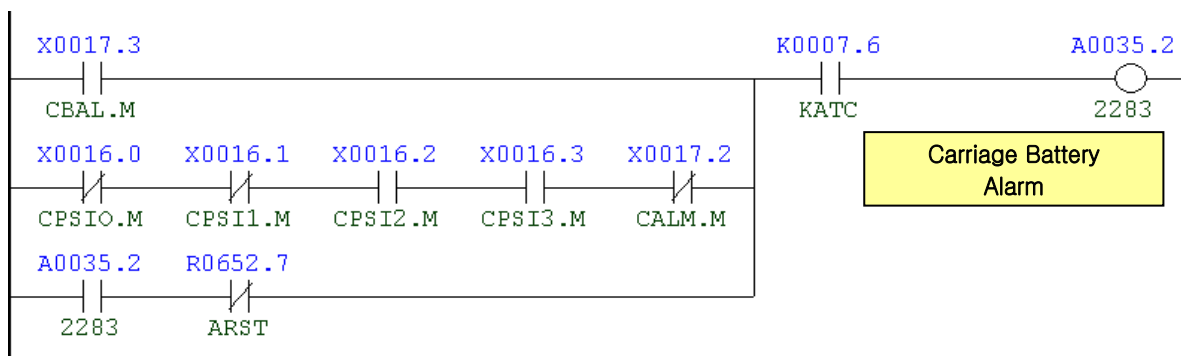 X0017.3 K0007.6 A0035.2
CBAL.M KATC 2283
X0016.0 X0016.1 X0016.2 X0016.3 X0017.2
CPSI0.M CPSI1.M CPSI2.M CPSI3.M CALM.M
Carriage Battery
Alarm
A0035.2 R0652.7
2283 ARST